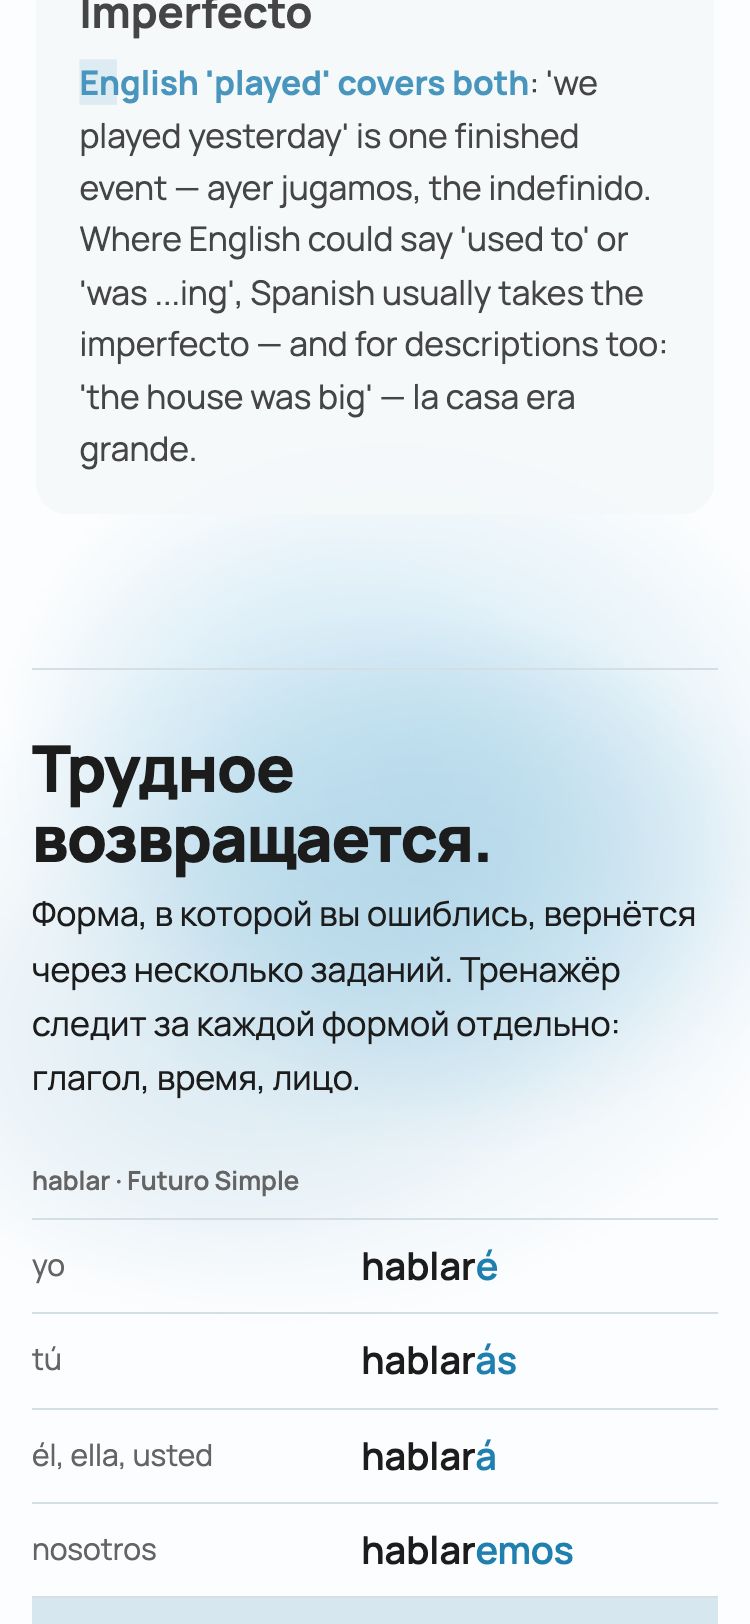 Imperfecto
English 'played' covers both: 'we
played yesterday' is one finished
event — ayer jugamos, the indefinido.
Where English could say 'used to' or
'was ...ing', Spanish usually takes the
imperfecto — and for descriptions too:
'the house was big' — la casa era
grande.
Трудное
возвращается.
Форма, в которой вы ошиблись, вернётся
через несколько заданий. Тренажёр
следит за каждой формой отдельно:
глагол, время, лицо.
hablar · Futuro Simple
yo hablaré
tú hablarás
él, ella, usted hablará
nosotros hablaremos